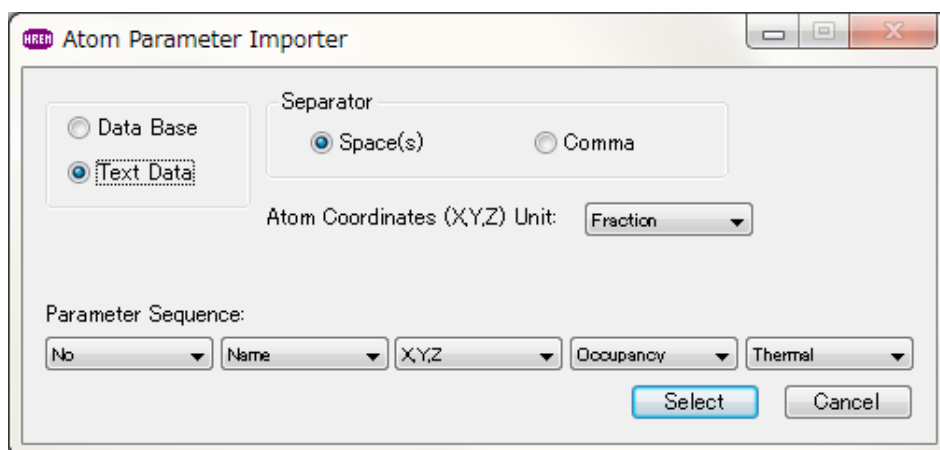 HREM Atom Parameter Importer
Data Base
Text Data
Separator
Space(s) Comma
Atom Coordinates (X,Y,Z) Unit: Fraction
Parameter Sequence:
No Name X,Y,Z Occupancy Thermal
Select Cancel